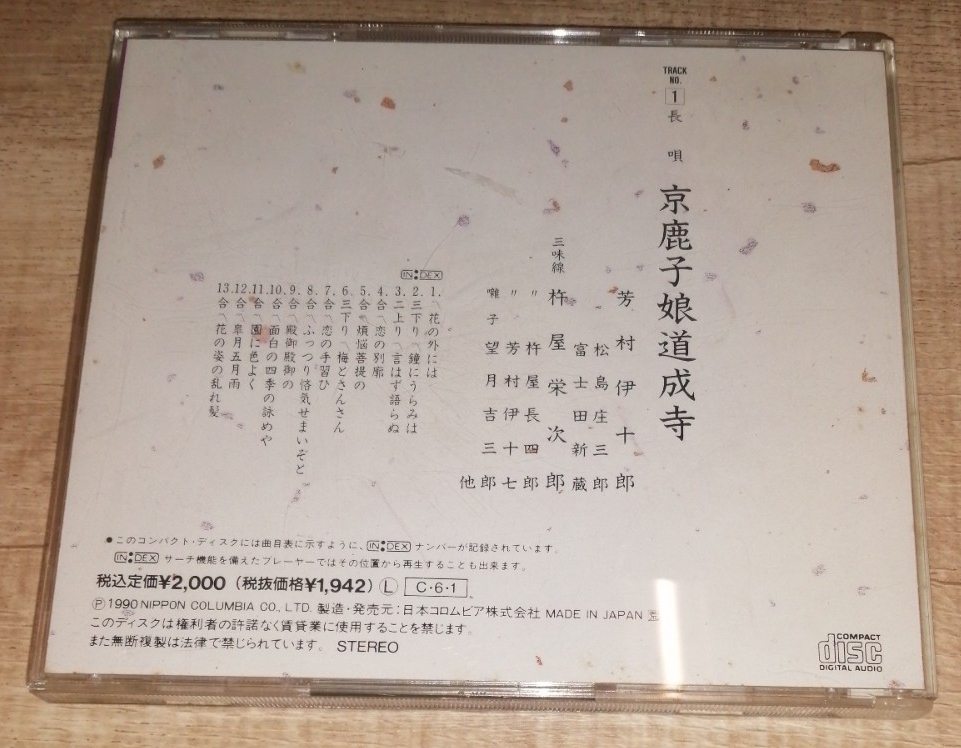 TRACK
NO.
1
長唄
京鹿子娘道成寺
芳村伊十郎
松島庄三郎
富士田新蔵
三味線 杵屋栄次郎
〃 杵屋長四郎
〃 芳村伊十七
囃子 望月吉三郎
他
INDEX
1. 〽花の外には
2. 三下り〽鐘にうらみは
3. 二上り〽言はず語らぬ
4. 合〽恋の別廓
5. 合〽煩悩菩提の
6. 三下り〽梅とさんさん
7. 合〽恋の手習ひ
8. 合〽ふっつり悋気せまいぞと
9. 合〽殿御殿御の
10. 合〽面白の四季の詠めや
11. 合〽園に色よく
12. 合〽皐月五月雨
13. 合〽花の姿の乱れ髪
●このコンパクト・ディスクには曲目表に示すように、INDEX ナンバーが記録されています。
INDEX サーチ機能を備えたプレーヤーではその位置から再生することも出来ます。
税込定価¥2,000（税抜価格¥1,942）Ⓛ C・6・1
Ⓟ 1990 NIPPON COLUMBIA CO., LTD. 製造・発売元：日本コロムビア株式会社 MADE IN JAPAN
このディスクは権利者の許諾なく賃貸業に使用することを禁じます。
また無断複製は法律で禁じられています。 STEREO
COMPACT
disc
DIGITAL AUDIO